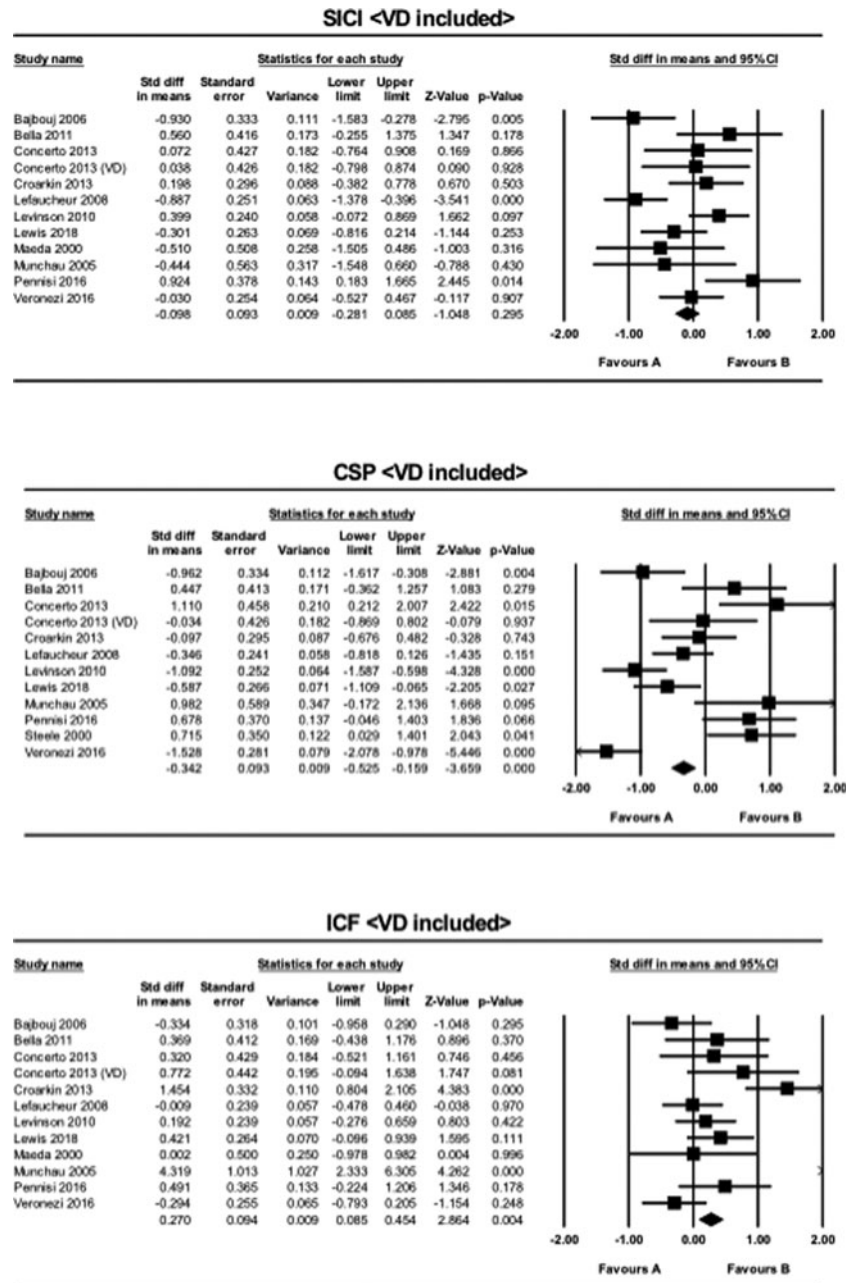 SICI <VD included>
Study name Statistics for each study Std diff in means and 95%CI
Std diff Standard Lower Upper
in means error Variance limit limit Z-Value p-Value
Bajbouj 2006 -0.930 0.333 0.111 -1.583 -0.278 -2.795 0.005
Bella 2011 0.560 0.416 0.173 -0.255 1.375 1.347 0.178
Concerto 2013 0.072 0.427 0.182 -0.764 0.908 0.169 0.866
Concerto 2013 (VD) 0.038 0.426 0.182 -0.798 0.874 0.090 0.928
Croarkin 2013 0.198 0.296 0.088 -0.382 0.778 0.670 0.503
Lefaucheur 2008 -0.887 0.251 0.063 -1.378 -0.396 -3.541 0.000
Levinson 2010 0.399 0.240 0.058 -0.072 0.869 1.662 0.097
Lewis 2018 -0.301 0.263 0.069 -0.816 0.214 -1.144 0.253
Maeda 2000 -0.510 0.508 0.258 -1.505 0.486 -1.003 0.316
Munchau 2005 -0.444 0.563 0.317 -1.548 0.660 -0.788 0.430
Pennisi 2016 0.924 0.378 0.143 0.183 1.665 2.445 0.014
Veronezi 2016 -0.030 0.254 0.064 -0.527 0.467 -0.117 0.907
-0.098 0.093 0.009 -0.281 0.085 -1.048 0.295
-2.00 -1.00 0.00 1.00 2.00
Favours A Favours B
CSP <VD included>
Study name Statistics for each study Std diff in means and 95%CI
Std diff Standard Lower Upper
in means error Variance limit limit Z-Value p-Value
Bajbouj 2006 -0.962 0.334 0.112 -1.617 -0.308 -2.881 0.004
Bella 2011 0.447 0.413 0.171 -0.362 1.257 1.083 0.279
Concerto 2013 1.110 0.458 0.210 0.212 2.007 2.422 0.015
Concerto 2013 (VD) -0.034 0.426 0.182 -0.869 0.802 -0.079 0.937
Croarkin 2013 -0.097 0.295 0.087 -0.676 0.482 -0.328 0.743
Lefaucheur 2008 -0.346 0.241 0.058 -0.818 0.126 -1.435 0.151
Levinson 2010 -1.092 0.252 0.064 -1.587 -0.598 -4.328 0.000
Lewis 2018 -0.587 0.266 0.071 -1.109 -0.065 -2.205 0.027
Munchau 2005 0.982 0.589 0.347 -0.172 2.136 1.668 0.095
Pennisi 2016 0.678 0.370 0.137 -0.046 1.403 1.836 0.066
Steele 2000 0.715 0.350 0.122 0.029 1.401 2.043 0.041
Veronezi 2016 -1.528 0.281 0.079 -2.078 -0.978 -5.446 0.000
-0.342 0.093 0.009 -0.525 -0.159 -3.659 0.000
-2.00 -1.00 0.00 1.00 2.00
Favours A Favours B
ICF <VD included>
Study name Statistics for each study Std diff in means and 95%CI
Std diff Standard Lower Upper
in means error Variance limit limit Z-Value p-Value
Bajbouj 2006 -0.334 0.318 0.101 -0.958 0.290 -1.048 0.295
Bella 2011 0.369 0.412 0.169 -0.438 1.176 0.896 0.370
Concerto 2013 0.320 0.429 0.184 -0.521 1.161 0.746 0.456
Concerto 2013 (VD) 0.772 0.442 0.195 -0.094 1.638 1.747 0.081
Croarkin 2013 1.454 0.332 0.110 0.804 2.105 4.383 0.000
Lefaucheur 2008 -0.009 0.239 0.057 -0.478 0.460 -0.038 0.970
Levinson 2010 0.192 0.239 0.057 -0.276 0.659 0.803 0.422
Lewis 2018 0.421 0.264 0.070 -0.096 0.939 1.595 0.111
Maeda 2000 0.002 0.500 0.250 -0.978 0.982 0.004 0.996
Munchau 2005 4.319 1.013 1.027 2.333 6.305 4.262 0.000
Pennisi 2016 0.491 0.365 0.133 -0.224 1.206 1.346 0.178
Veronezi 2016 -0.294 0.255 0.065 -0.793 0.205 -1.154 0.248
0.270 0.094 0.009 0.085 0.454 2.864 0.004
-2.00 -1.00 0.00 1.00 2.00
Favours A Favours B